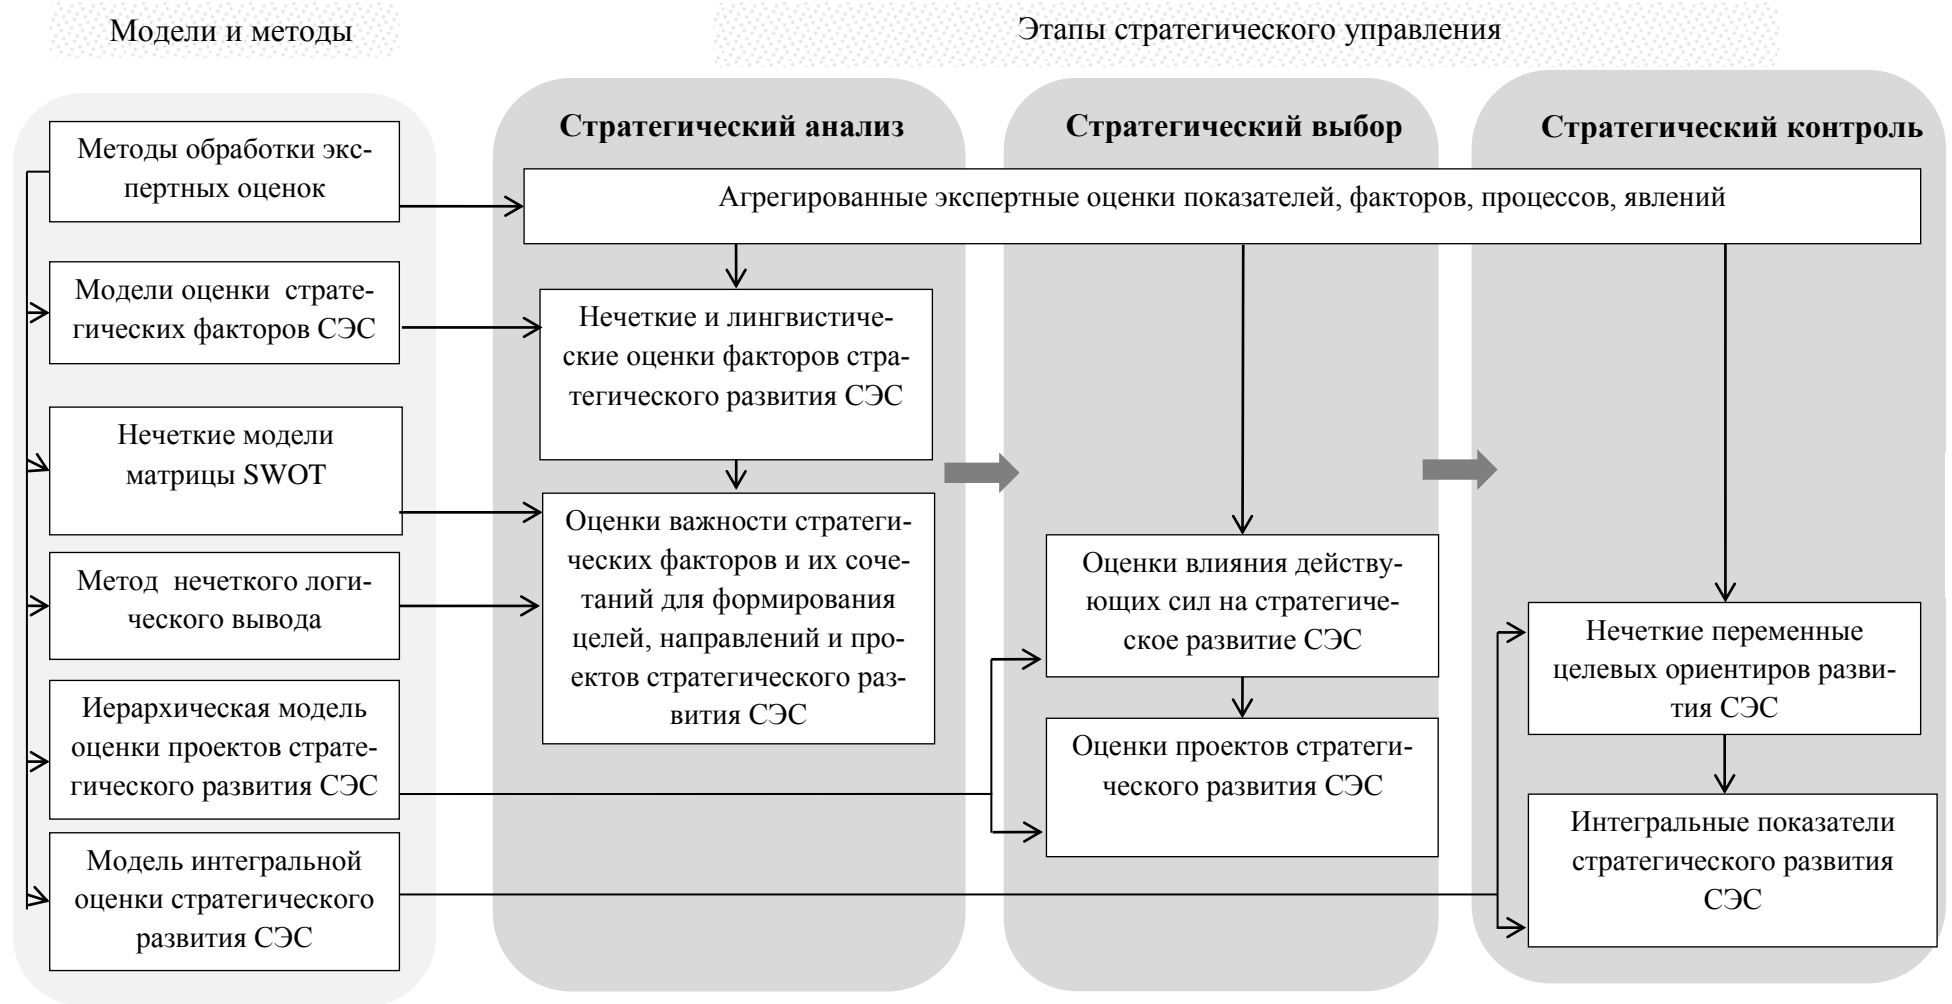 Модели и методы
Этапы стратегического управления
Методы обработки экс-
пертных оценок
Модели оценки стратe-
гических факторов СЭС
Нечеткие модели
матрицы SWOT
Метод нечеткого логи-
ческого вывода
Иерархическая модель
оценки проектов страте-
гического развития СЭС
Модель интегральной
оценки стратегического
развития СЭС
Стратегический анализ
Стратегический выбор
Стратегический контроль
Агрегированные экспертные оценки показателей, факторов, процессов, явлений
Нечеткие и лингвистиче-
ские оценки факторов стра-
тегического развития СЭС
Оценки важности стратеги-
ческих факторов и их соче-
таний для формирования
целей, направлений и про-
ектов стратегического раз-
вития СЭС
Оценки влияния действу-
ющих сил на стратегиче-
ское развитие СЭС
Оценки проектов стратеги-
ческого развития СЭС
Нечеткие переменные
целевых ориентиров разви-
тия СЭС
Интегральные показатели
стратегического развития
СЭС